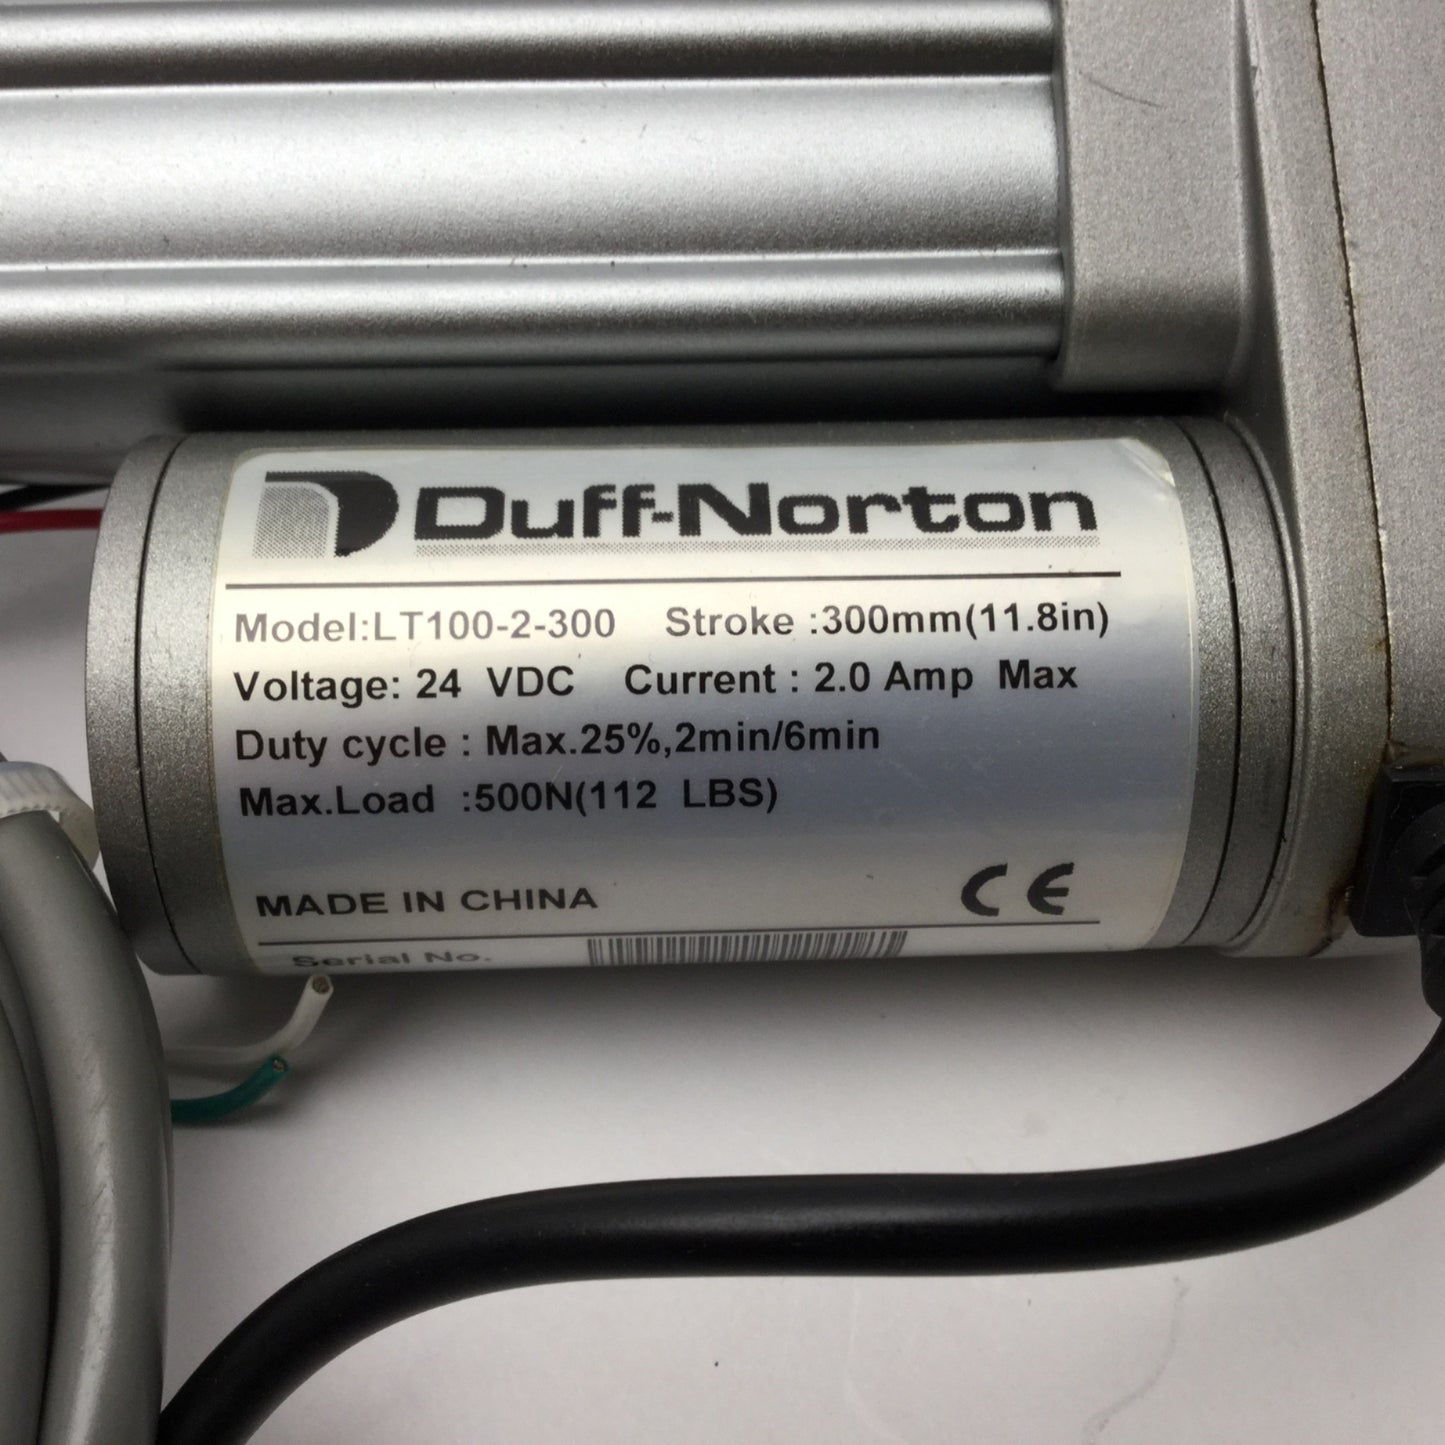 Duff-Norton
Model:LT100-2-300 Stroke :300mm(11.8in)
Voltage: 24 VDC Current : 2.0 Amp Max
Duty cycle : Max.25%,2min/6min
Max.Load :500N(112 LBS)
MADE IN CHINA CE
Serial No.